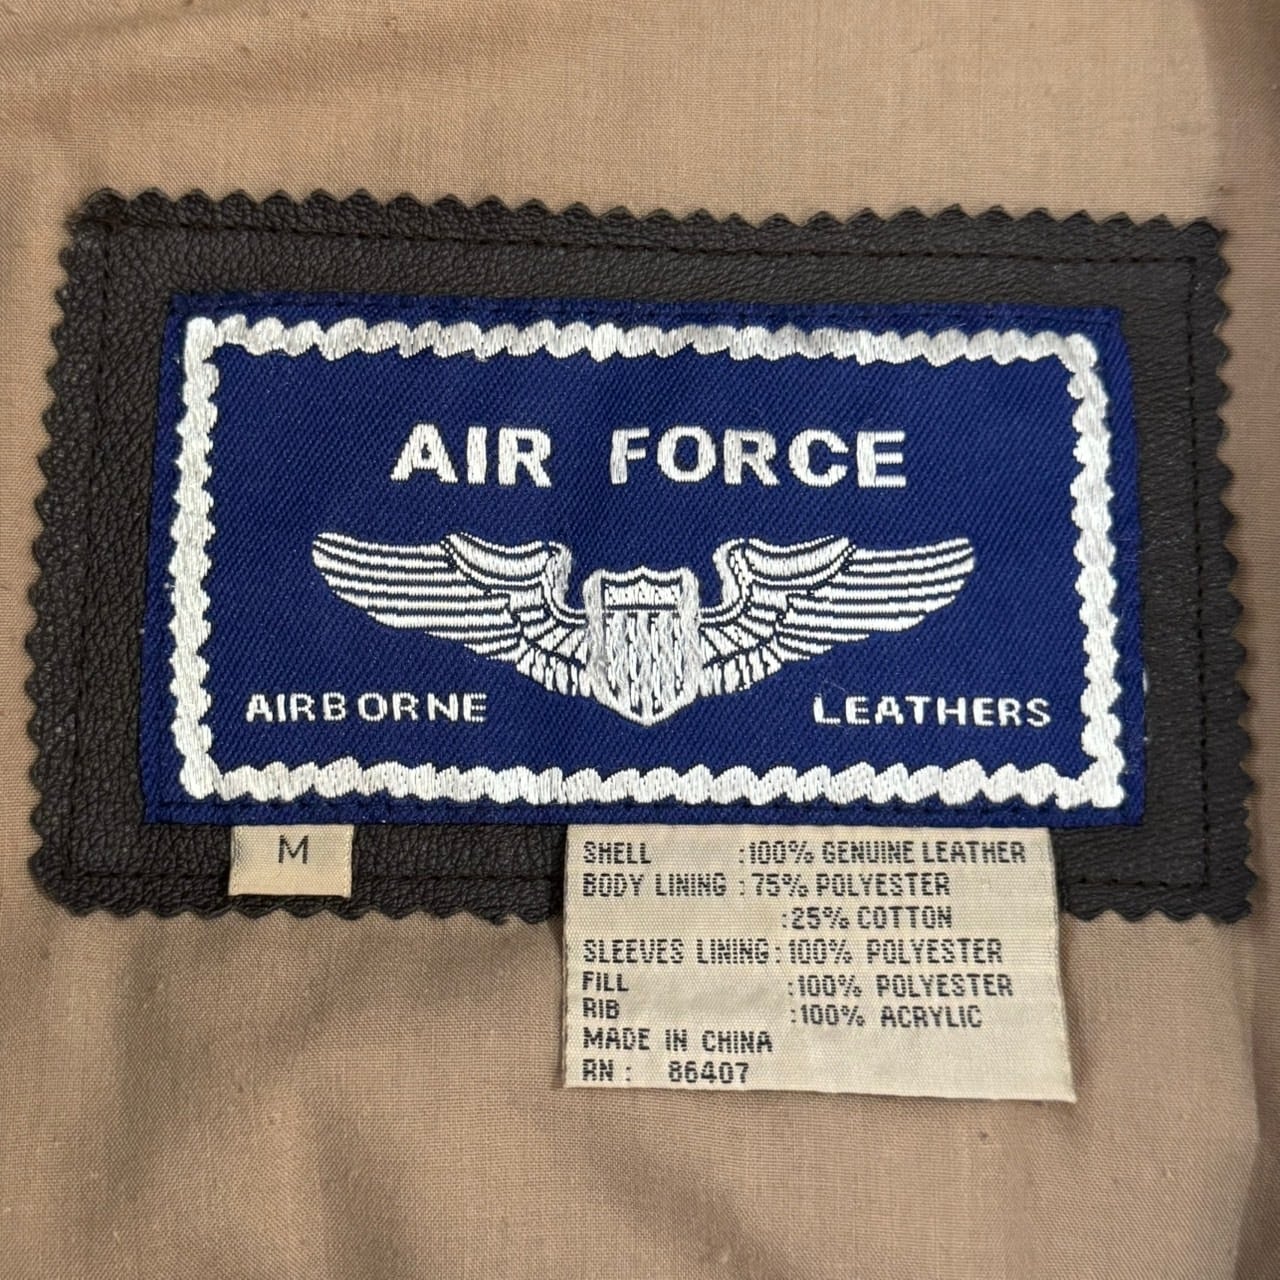 AIR FORCE
AIRBORNE LEATHERS
M
SHELL :100% GENUINE LEATHER
BODY LINING : 75% POLYESTER
:25% COTTON
SLEEVES LINING : 100% POLYESTER
FILL :100% POLYESTER
RIB :100% ACRYLIC
MADE IN CHINA
RN : 86407